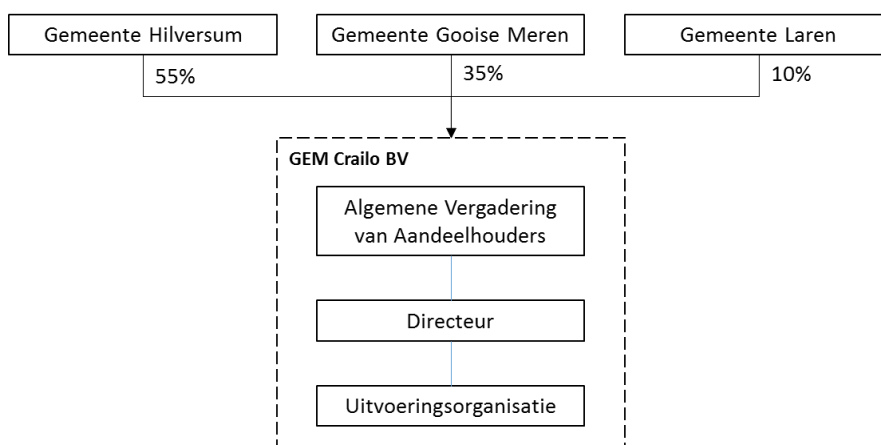 Gemeente Hilversum
Gemeente Gooise Meren
Gemeente Laren
55%
35%
10%
GEM Crailo BV
Algemene Vergadering
van Aandeelhouders
Directeur
Uitvoeringsorganisatie